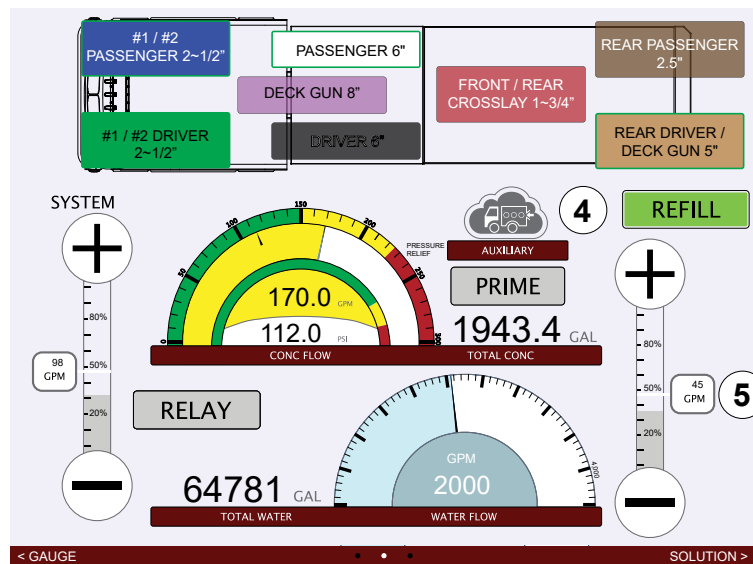 #1 / #2
PASSENGER 2~1/2"
PASSENGER 6"
REAR PASSENGER
2.5"
DECK GUN 8"
FRONT / REAR
CROSSLAY 1~3/4"
#1 / #2 DRIVER
2~1/2"
DRIVER 6"
REAR DRIVER /
DECK GUN 5"
SYSTEM
4
REFILL
0
50
100
150
200
250
300
PRESSURE
RELIEF
AUXILIARY
PRIME
170.0 GPM
112.0 PSI
1943.4 GAL
CONC FLOW
TOTAL CONC
80%
50%
20%
98
GPM
80%
50%
20%
45
GPM
5
RELAY
GPM
2000
4,000
64781 GAL
TOTAL WATER
WATER FLOW
< GAUGE
SOLUTION >